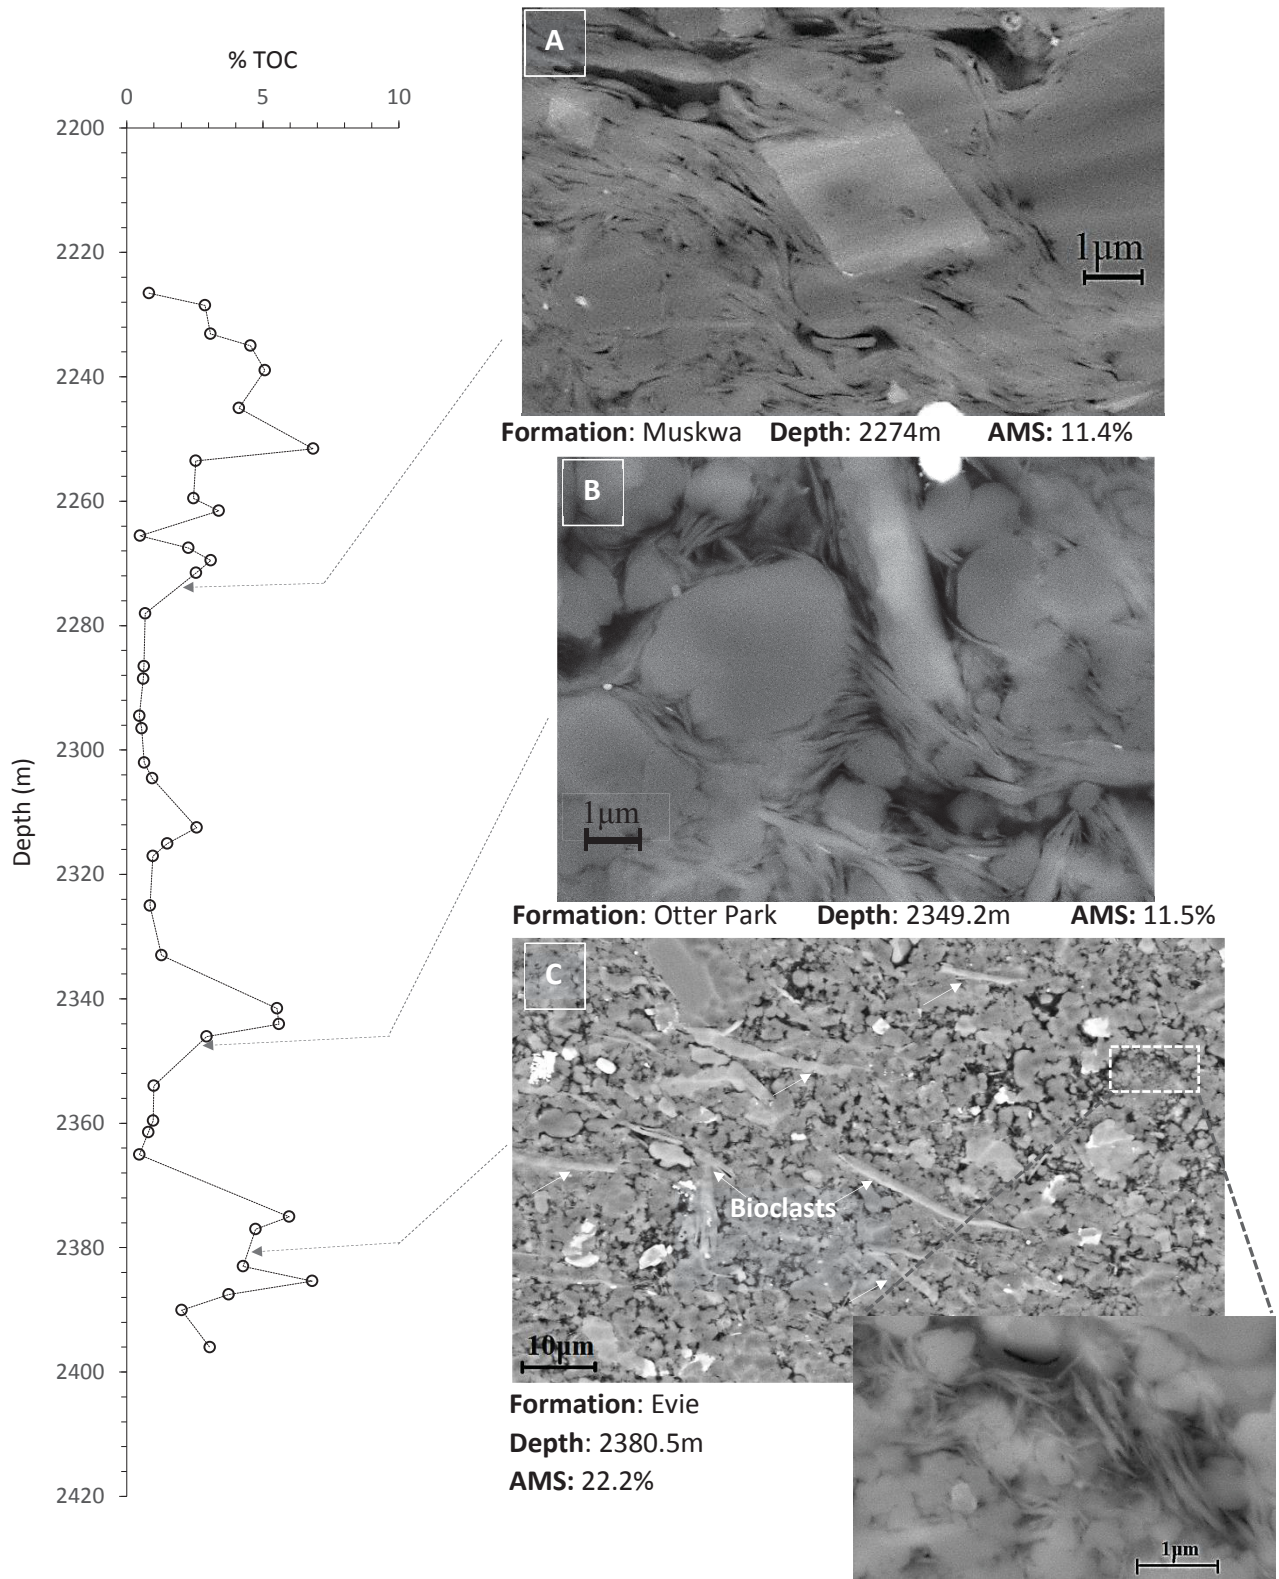 % TOC
0 5 10
2200
2220
2240
2260
2280
2300
2320
2340
2360
2380
2400
2420
Depth (m)
A
1μm
Formation: Muskwa Depth: 2274m AMS: 11.4%
B
1μm
Formation: Otter Park Depth: 2349.2m AMS: 11.5%
C
Bioclasts
10μm
Formation: Evie
Depth: 2380.5m
AMS: 22.2%
1μm